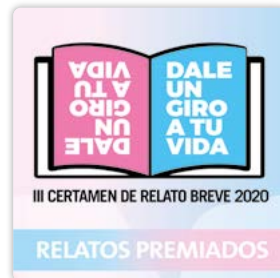 DALE
UN
GIRO
A TU
VIDA
DALE
UN
GIRO
A TU
VIDA
III CERTAMEN DE RELATO BREVE 2020
RELATOS PREMIADOS